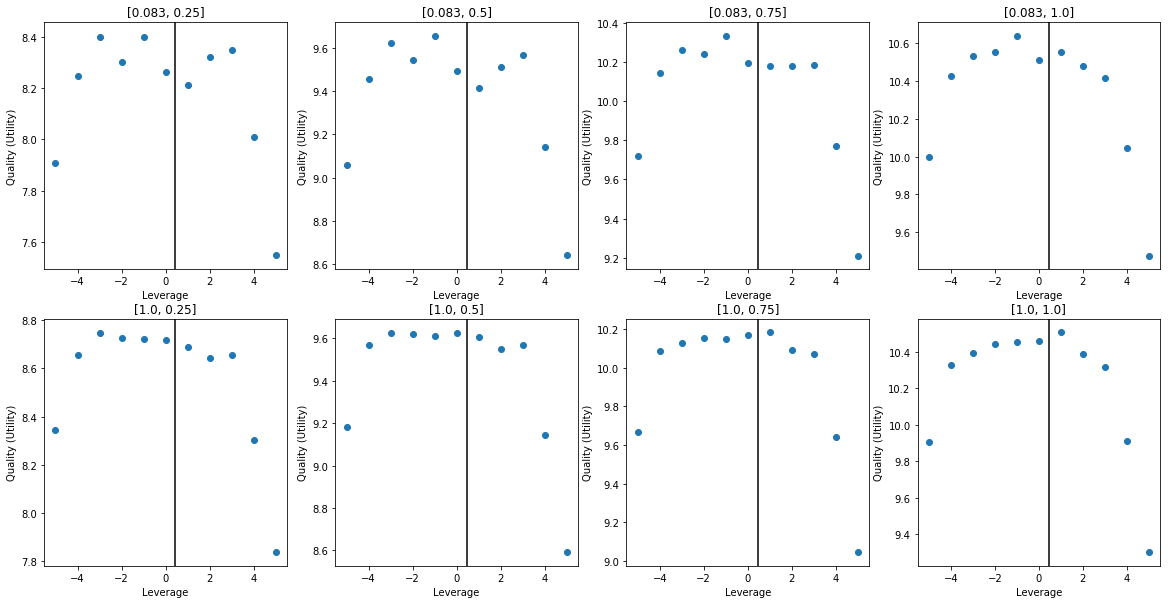 [0.083, 0.25]
8.4
8.2
8.0
7.8
7.6
Quality (Utility)
−4 −2 0 2 4
Leverage
[0.083, 0.5]
9.6
9.4
9.2
9.0
8.8
8.6
Quality (Utility)
−4 −2 0 2 4
Leverage
[0.083, 0.75]
10.4
10.2
10.0
9.8
9.6
9.4
9.2
Quality (Utility)
−4 −2 0 2 4
Leverage
[0.083, 1.0]
10.6
10.4
10.2
10.0
9.8
9.6
Quality (Utility)
−4 −2 0 2 4
Leverage
[1.0, 0.25]
8.8
8.6
8.4
8.2
8.0
7.8
Quality (Utility)
−4 −2 0 2 4
Leverage
[1.0, 0.5]
9.6
9.4
9.2
9.0
8.8
8.6
Quality (Utility)
−4 −2 0 2 4
Leverage
[1.0, 0.75]
10.2
10.0
9.8
9.6
9.4
9.2
9.0
Quality (Utility)
−4 −2 0 2 4
Leverage
[1.0, 1.0]
10.4
10.2
10.0
9.8
9.6
9.4
Quality (Utility)
−4 −2 0 2 4
Leverage